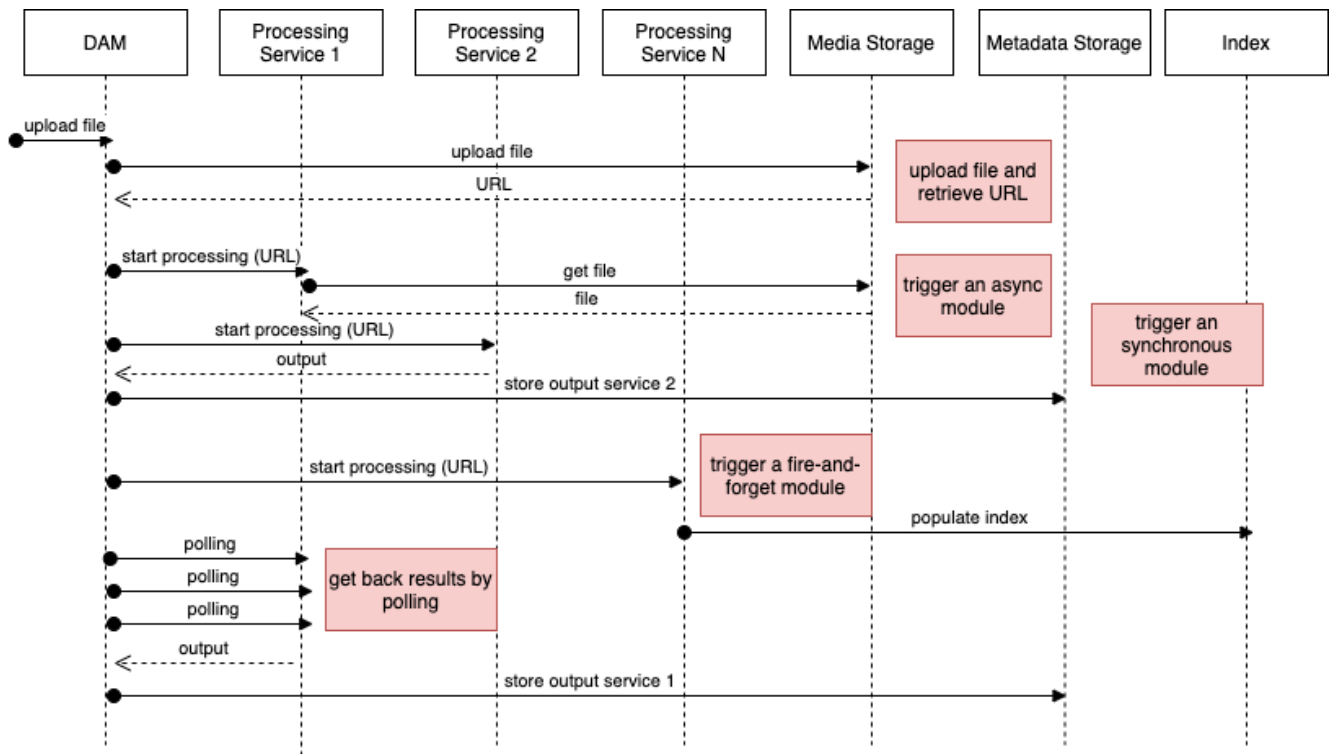 DAM
Processing
Service 1
Processing
Service 2
Processing
Service N
Media Storage
Metadata Storage
Index
upload file
upload file
URL
upload file and
retrieve URL
start processing (URL)
get file
file
trigger an async
module
start processing (URL)
output
trigger an
synchronous
module
store output service 2
start processing (URL)
trigger a fire-and-
forget module
populate index
polling
polling
polling
get back results by
polling
output
store output service 1